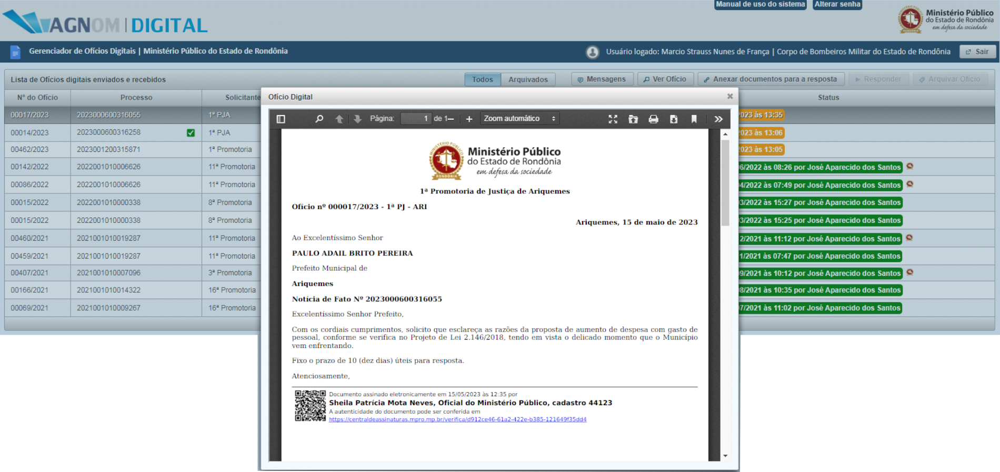 Manual de uso do sistema Alterar senha
AGNOM | DIGITAL
Ministério Público
do Estado de Rondônia
em defesa da sociedade
RONDÔNIA
Gerenciador de Ofícios Digitais | Ministério Público do Estado de Rondônia
Usuário logado: Marcio Strauss Nunes de França | Corpo de Bombeiros Militar do Estado de Rondônia Sair
Lista de Ofícios digitais enviados e recebidos
Todos Arquivados Mensagens Ver Ofício Anexar documentos para a resposta Responder Arquivar Ofício
Nº do Ofício Processo Solicitante Status
00017/2023 2023000600316055 1ª PJA 2023 às 13:35
00014/2023 2023000600316258 1ª PJA 2023 às 13:06
00462/2023 2023001200315871 1ª Promotoria 2023 às 13:05
00142/2022 2022001010006626 11ª Promotoria 6/2022 às 08:26 por José Aparecido dos Santos
00086/2022 2022001010006626 11ª Promotoria 4/2022 às 07:49 por José Aparecido dos Santos
00015/2022 2022001010000338 8ª Promotoria 3/2022 às 15:27 por José Aparecido dos Santos
00015/2022 2022001010000338 8ª Promotoria 3/2022 às 15:25 por José Aparecido dos Santos
00460/2021 2021001010019287 11ª Promotoria 2/2021 às 11:12 por José Aparecido dos Santos
00459/2021 2021001010019287 11ª Promotoria 1/2021 às 07:47 por José Aparecido dos Santos
00407/2021 2021001010007096 3ª Promotoria 9/2021 às 10:12 por José Aparecido dos Santos
00166/2021 2021001010014322 16ª Promotoria 8/2021 às 10:35 por José Aparecido dos Santos
00069/2021 2021001010009267 16ª Promotoria 7/2021 às 11:02 por José Aparecido dos Santos
Ofício Digital
Página: 1 de 1 Zoom automático
MINISTÉRIO PÚBLICO
RONDÔNIA
Ministério Público
do Estado de Rondônia
em defesa da sociedade
1ª Promotoria de Justiça de Ariquemes
Ofício nº 000017/2023 - 1ª PJ - ARI
Ariquemes, 15 de maio de 2023
Ao Excelentíssimo Senhor
PAULO ADAIL BRITO PEREIRA
Prefeito Municipal de
Ariquemes
Notícia de Fato Nº 2023000600316055
Excelentíssimo Senhor Prefeito,
Com os cordiais cumprimentos, solicito que esclareça as razões da proposta de aumento de despesa com gasto de
pessoal, conforme se verifica no Projeto de Lei 2.146/2018, tendo em vista o delicado momento que o Município
vem enfrentando.
Fixo o prazo de 10 (dez dias) úteis para resposta.
Atenciosamente,
Documento assinado eletronicamente em 15/05/2023 às 12:35 por
Sheila Patrícia Mota Neves, Oficial do Ministério Público, cadastro 44123
A autenticidade do documento pode ser conferida em
https://centraldeassinaturas.mpro.mp.br/verifica/d912ce46-61a2-422e-b385-121649f35dd4